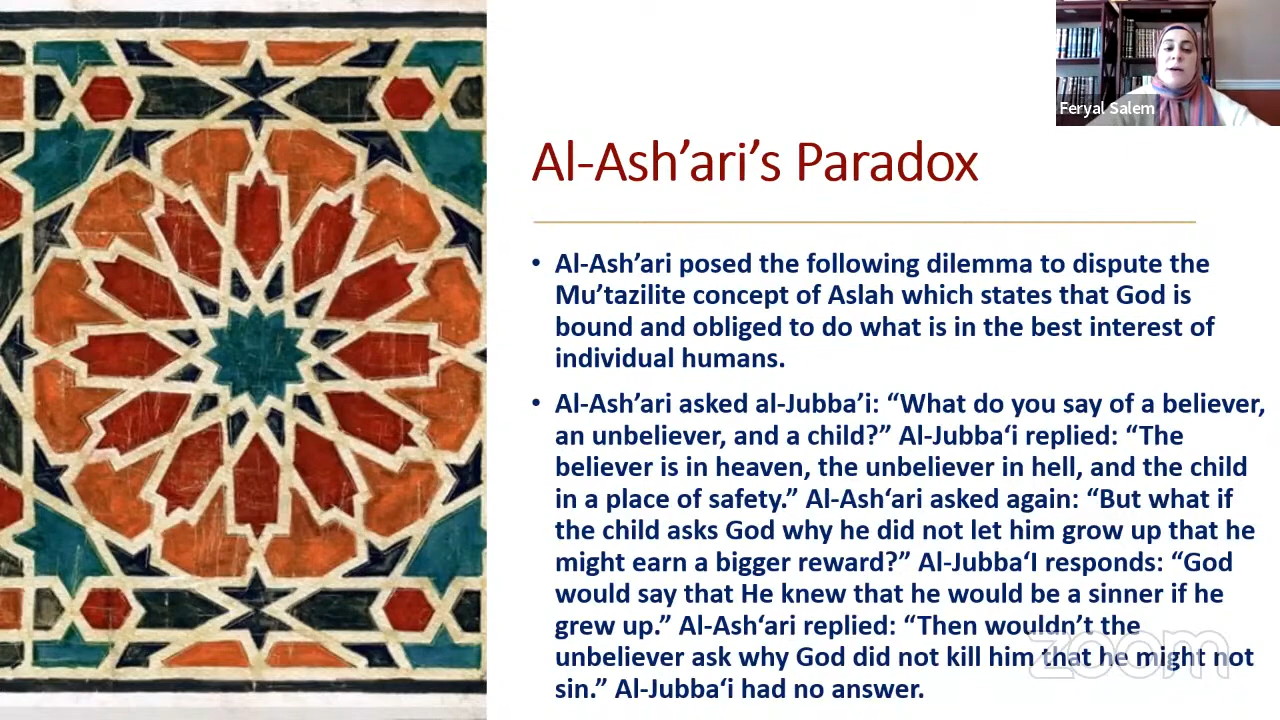 Feryal Salem
Al-Ash’ari’s Paradox
• Al-Ash’ari posed the following dilemma to dispute the
Mu’tazilite concept of Aslah which states that God is
bound and obliged to do what is in the best interest of
individual humans.
• Al-Ash’ari asked al-Jubba’i: “What do you say of a believer,
an unbeliever, and a child?” Al-Jubba‘i replied: “The
believer is in heaven, the unbeliever in hell, and the child
in a place of safety.” Al-Ash‘ari asked again: “But what if
the child asks God why he did not let him grow up that he
might earn a bigger reward?” Al-Jubba‘I responds: “God
would say that He knew that he would be a sinner if he
grew up.” Al-Ash‘ari replied: “Then wouldn’t the
unbeliever ask why God did not kill him that he might not
sin.” Al-Jubba‘i had no answer.
zoom